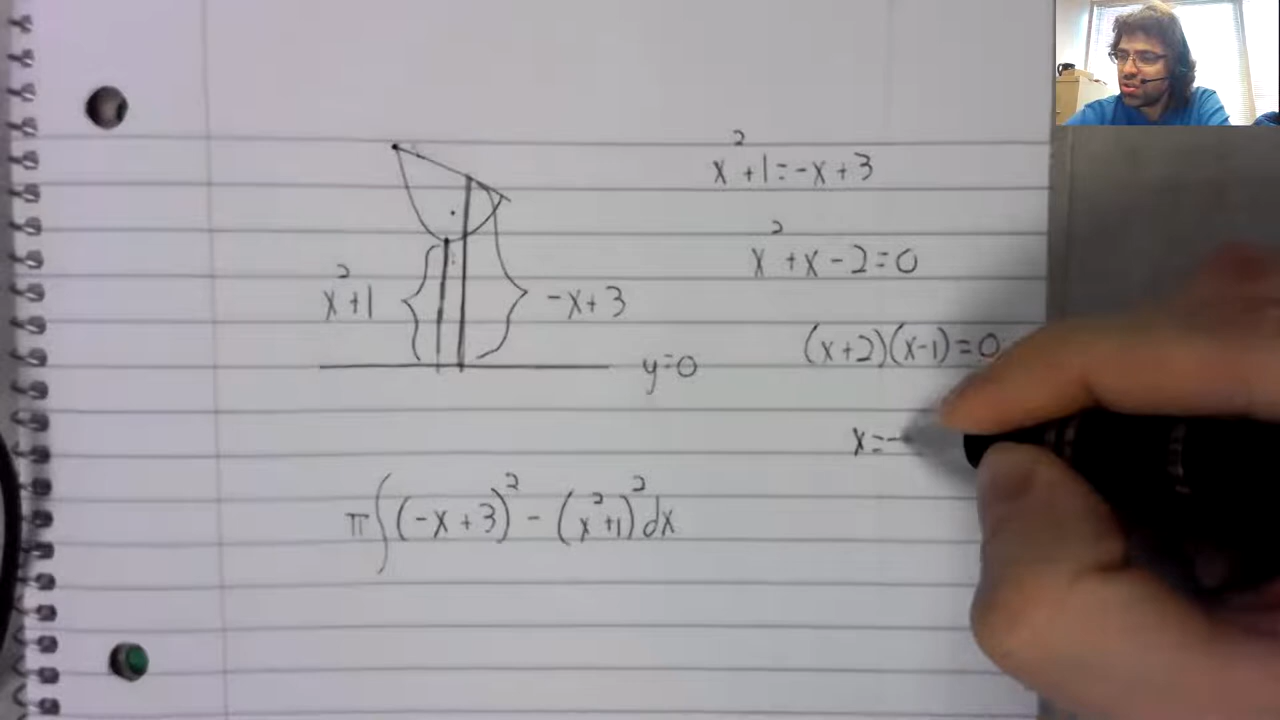 x²+1=-x+3
x²+x-2=0
x²+1
-x+3
(x+2)(x-1)=0
y=0
x=-
π∫(-x+3)²-(x²+1)²dx